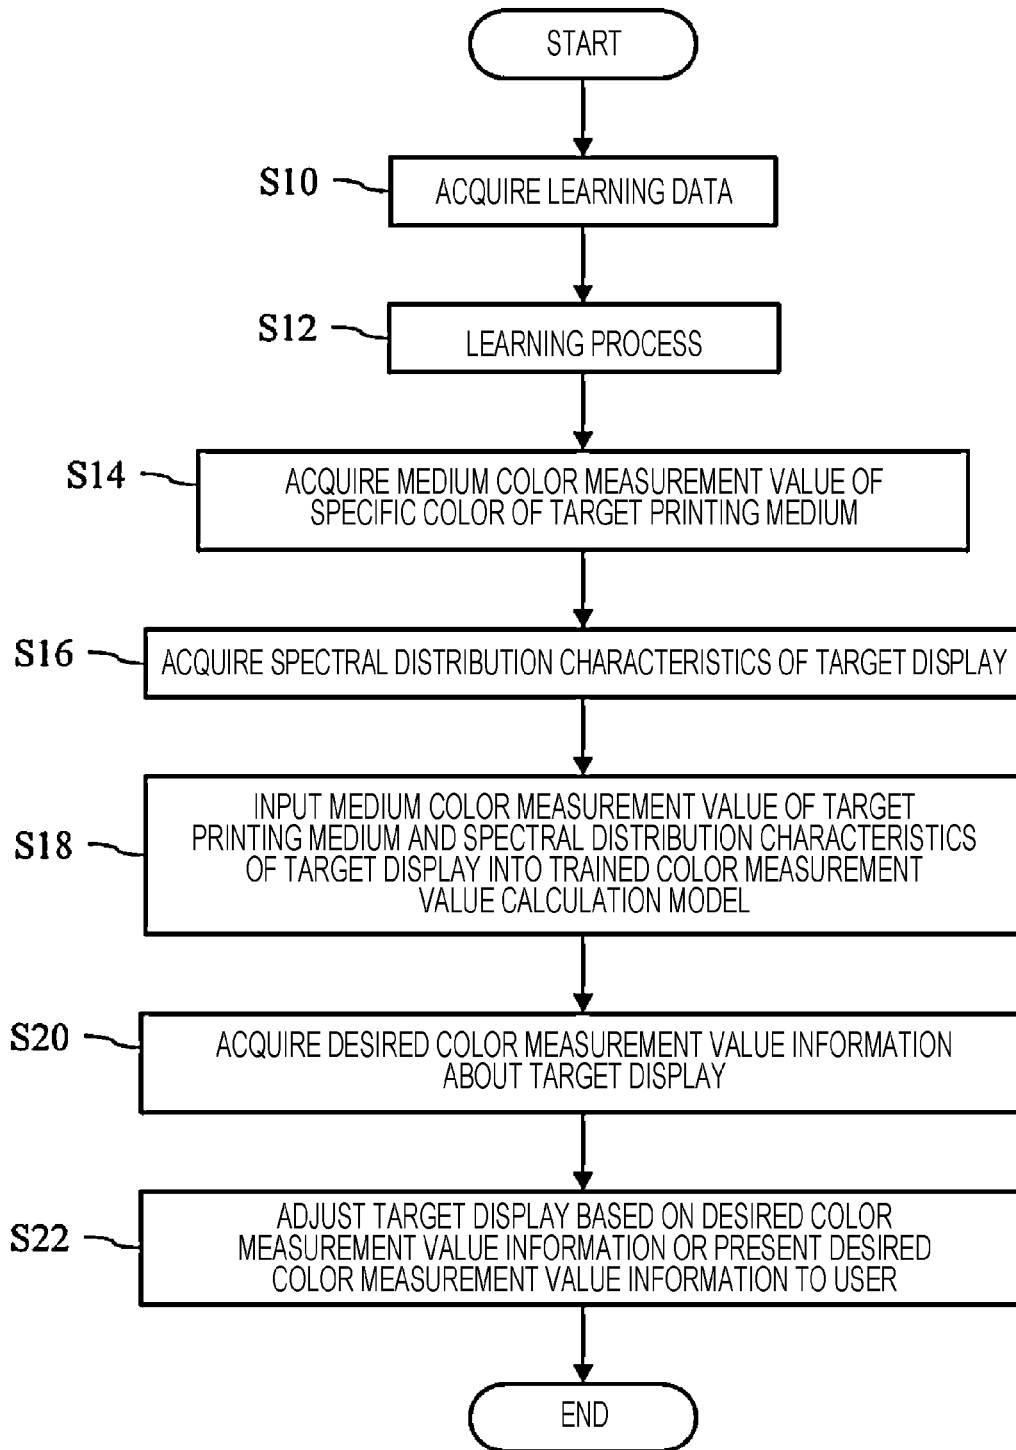 START
S10
ACQUIRE LEARNING DATA
S12
LEARNING PROCESS
S14
ACQUIRE MEDIUM COLOR MEASUREMENT VALUE OF
SPECIFIC COLOR OF TARGET PRINTING MEDIUM
S16
ACQUIRE SPECTRAL DISTRIBUTION CHARACTERISTICS OF TARGET DISPLAY
S18
INPUT MEDIUM COLOR MEASUREMENT VALUE OF TARGET
PRINTING MEDIUM AND SPECTRAL DISTRIBUTION CHARACTERISTICS
OF TARGET DISPLAY INTO TRAINED COLOR MEASUREMENT
VALUE CALCULATION MODEL
S20
ACQUIRE DESIRED COLOR MEASUREMENT VALUE INFORMATION
ABOUT TARGET DISPLAY
S22
ADJUST TARGET DISPLAY BASED ON DESIRED COLOR
MEASUREMENT VALUE INFORMATION OR PRESENT DESIRED
COLOR MEASUREMENT VALUE INFORMATION TO USER
END